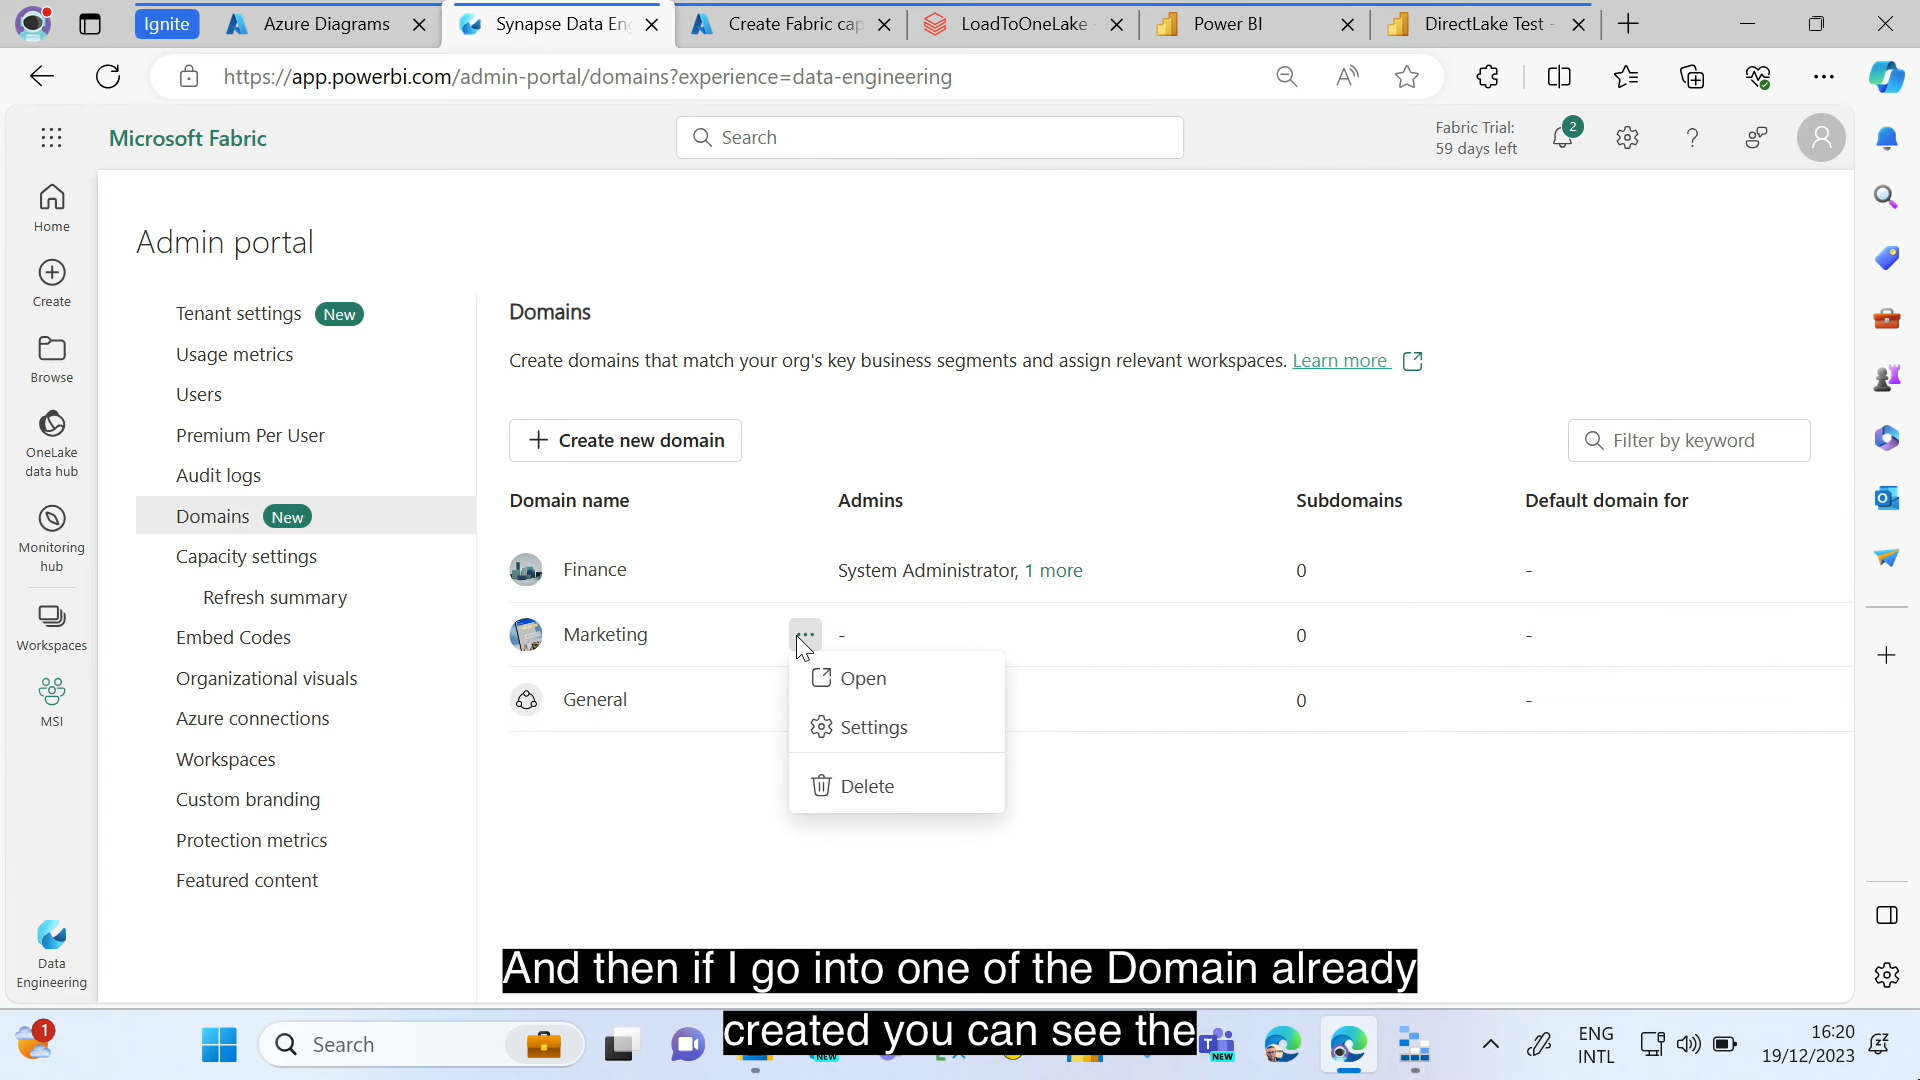 Ignite
Azure Diagrams
Synapse Data En
Create Fabric cap
LoadToOneLake
Power BI
DirectLake Test -
https://app.powerbi.com/admin-portal/domains?experience=data-engineering
Microsoft Fabric
Search
Fabric Trial:
59 days left
2
Home
Create
Browse
OneLake
data hub
Monitoring
hub
Workspaces
MSI
Data
Engineering
Admin portal
Tenant settings New
Usage metrics
Users
Premium Per User
Audit logs
Domains New
Capacity settings
Refresh summary
Embed Codes
Organizational visuals
Azure connections
Workspaces
Custom branding
Protection metrics
Featured content
Domains
Create domains that match your org's key business segments and assign relevant workspaces. Learn more
+ Create new domain
Filter by keyword
Domain name Admins Subdomains Default domain for
Finance System Administrator, 1 more 0 -
Marketing ... - 0 -
General 0 -
Open
Settings
Delete
And then if I go into one of the Domain already
created you can see the
1
Search
NEW
NEW
ENG
INTL
16:20
19/12/2023